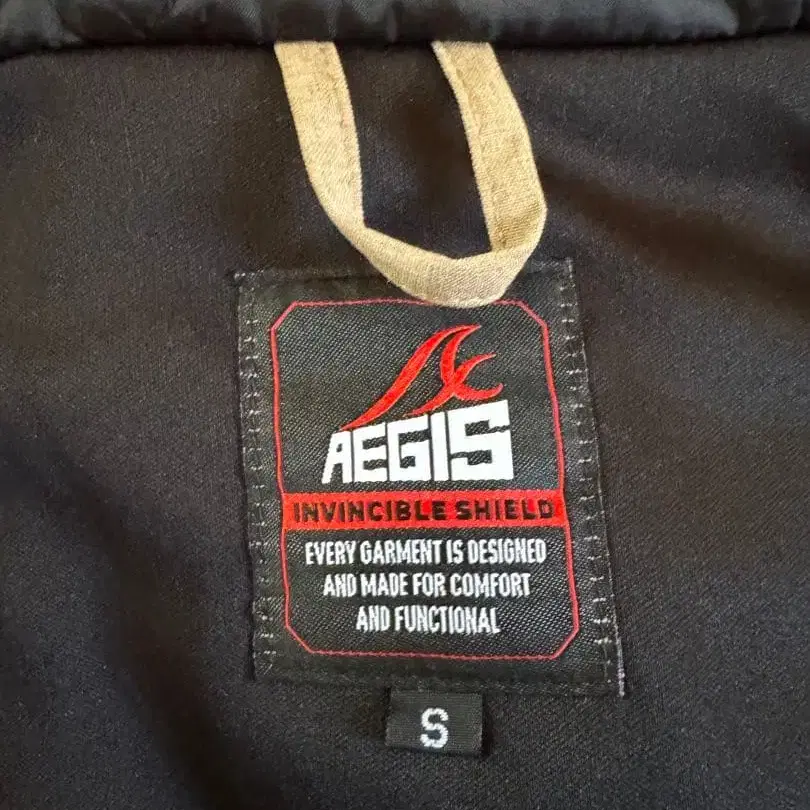 AEGIS
INVINCIBLE SHIELD
EVERY GARMENT IS DESIGNED
AND MADE FOR COMFORT
AND FUNCTIONAL
S